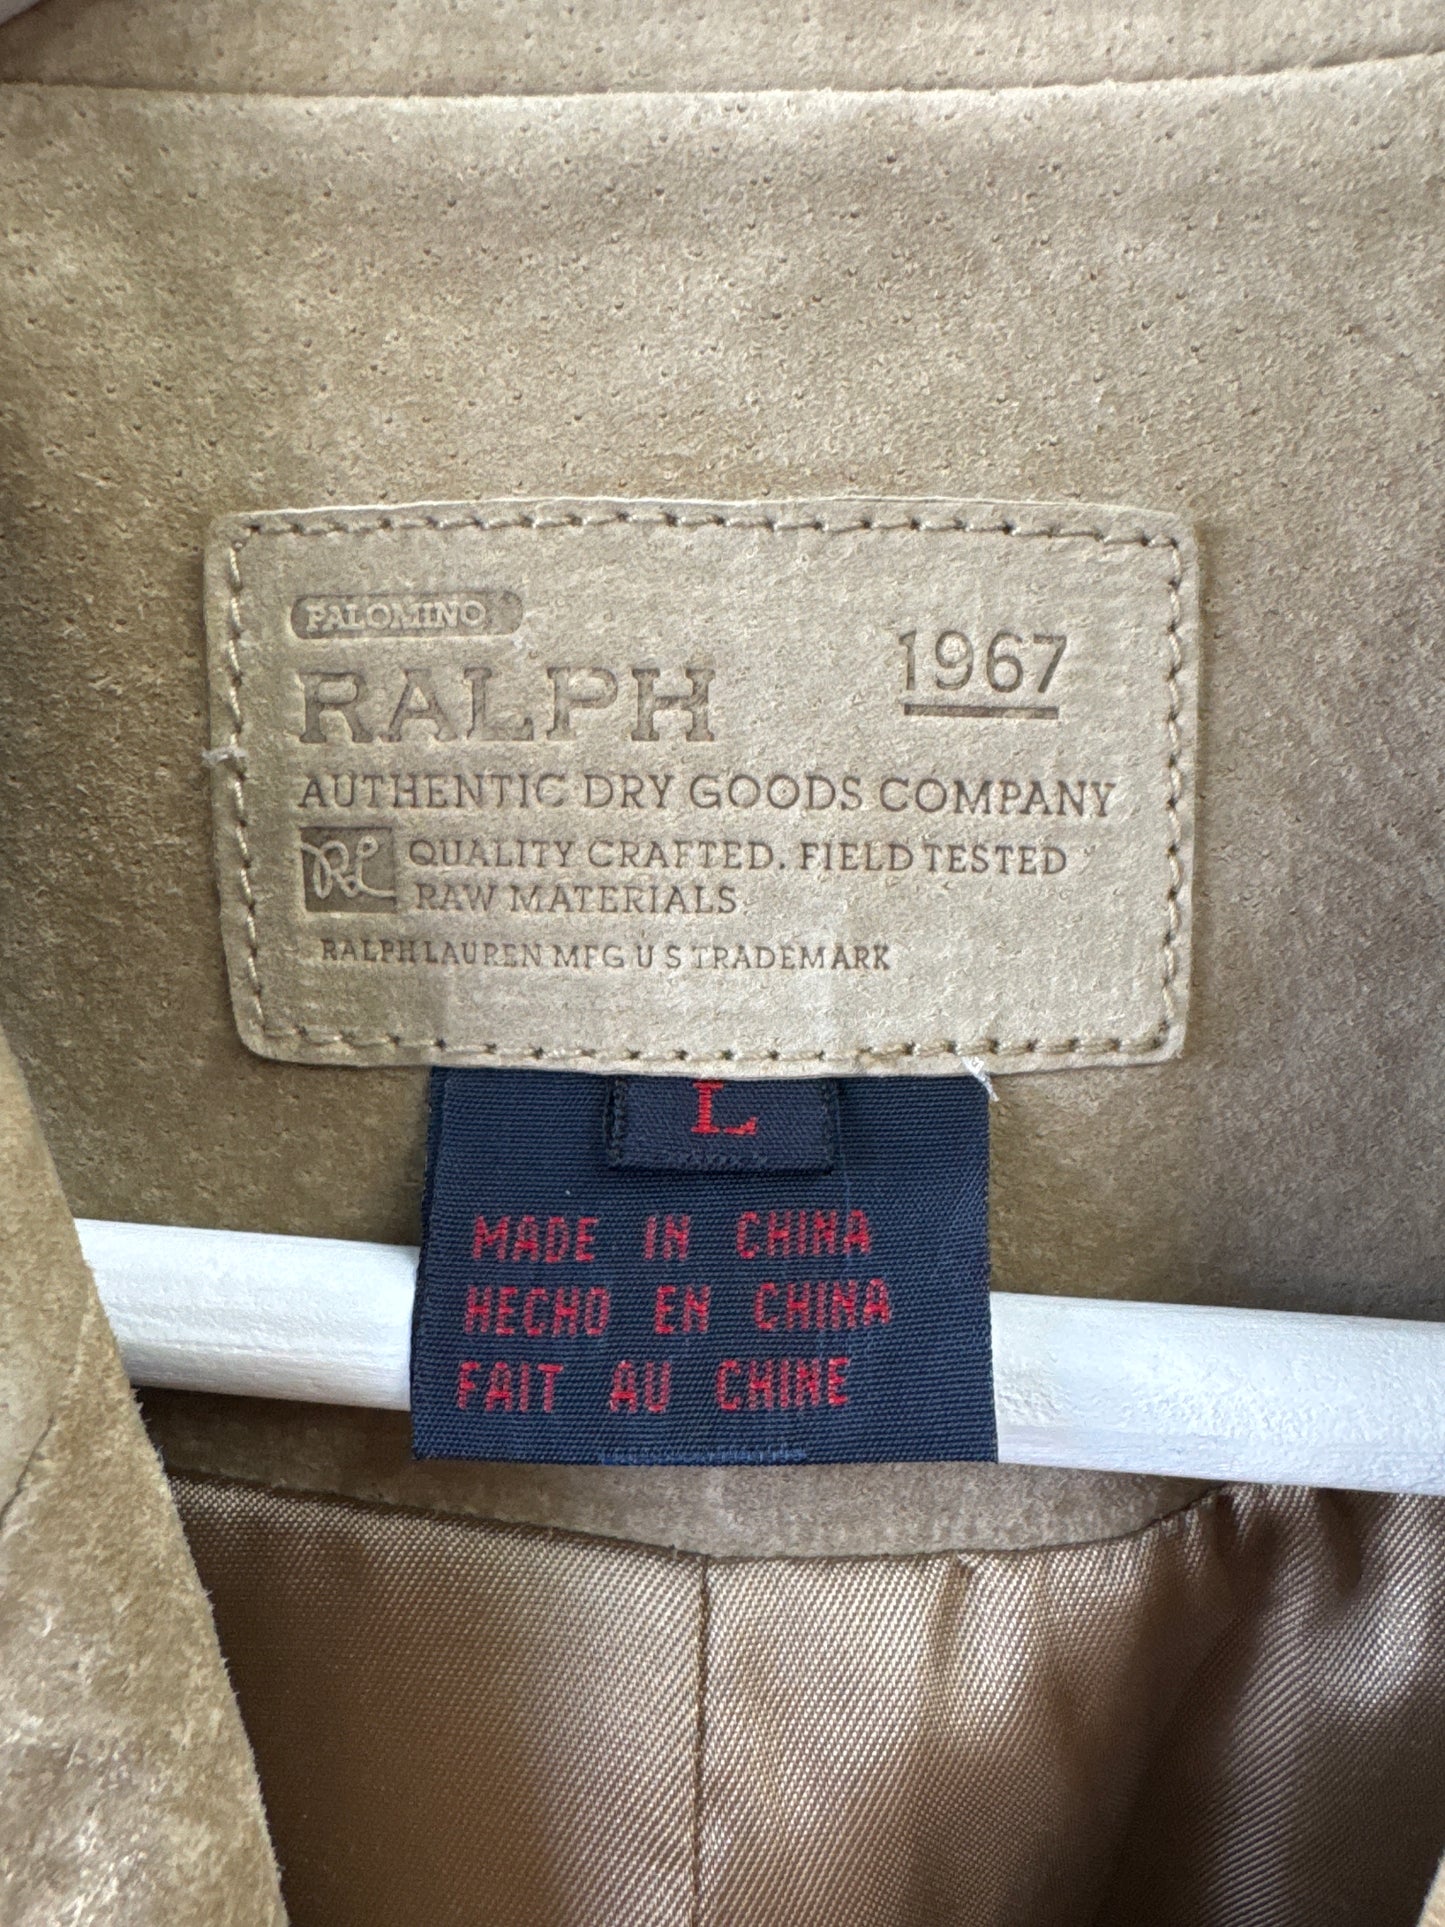 PALOMINO
RALPH 1967
AUTHENTIC DRY GOODS COMPANY
RL QUALITY CRAFTED. FIELD TESTED
RAW MATERIALS
RALPH LAUREN MFG U S TRADEMARK
L
MADE IN CHINA
HECHO EN CHINA
FAIT AU CHINE